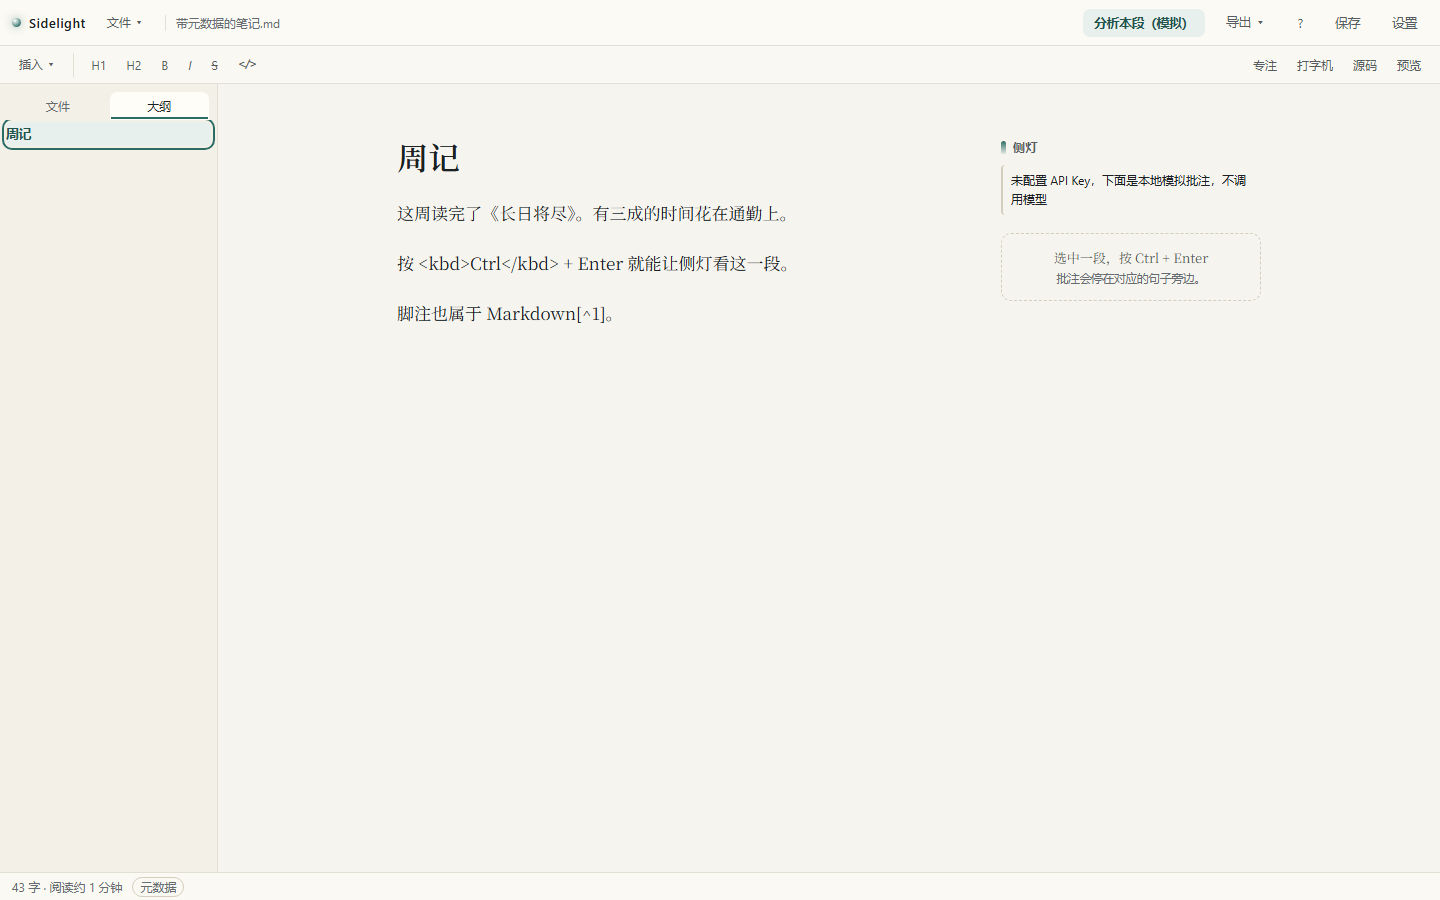 Sidelight 文件 ▾ 带元数据的笔记.md 分析本段（模拟） 导出 ▾ ? 保存 设置
插入 ▾ H1 H2 B I S </> 专注 打字机 源码 预览
文件 大纲
周记
周记
这周读完了《长日将尽》。有三成的时间花在通勤上。
按 <kbd>Ctrl</kbd> + Enter 就能让侧灯看这一段。
脚注也属于 Markdown[^1]。
侧灯
未配置 API Key，下面是本地模拟批注，不调
用模型
选中一段，按 Ctrl + Enter
批注会停在对应的句子旁边。
43 字 · 阅读约 1 分钟 元数据